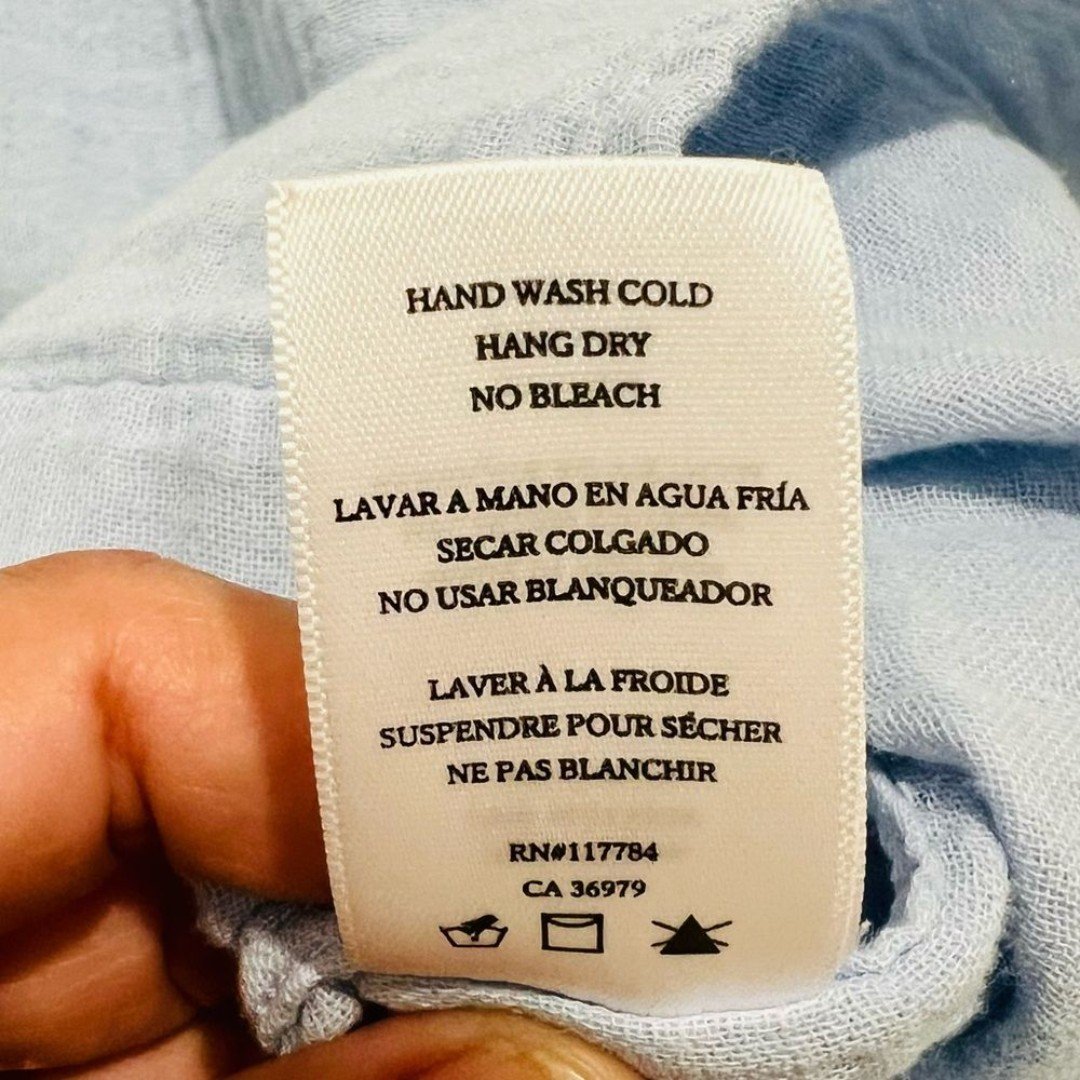 HAND WASH COLD
HANG DRY
NO BLEACH
LAVAR A MANO EN AGUA FRÍA
SECAR COLGADO
NO USAR BLANQUEADOR
LAVER À LA FROIDE
SUSPENDRE POUR SÉCHER
NE PAS BLANCHIR
RN#117784
CA 36979